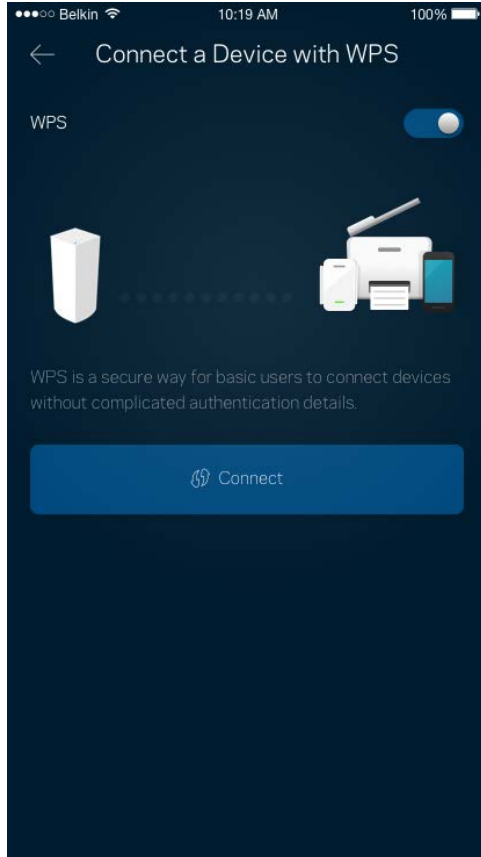 Belkin 10:19 AM 100%
Connect a Device with WPS
WPS
WPS is a secure way for basic users to connect devices
without complicated authentication details.
Connect